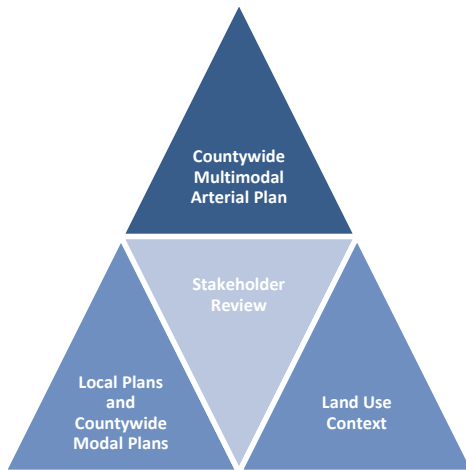 Countywide
Multimodal
Arterial Plan
Stakeholder
Review
Local Plans
and
Countywide
Modal Plans
Land Use
Context